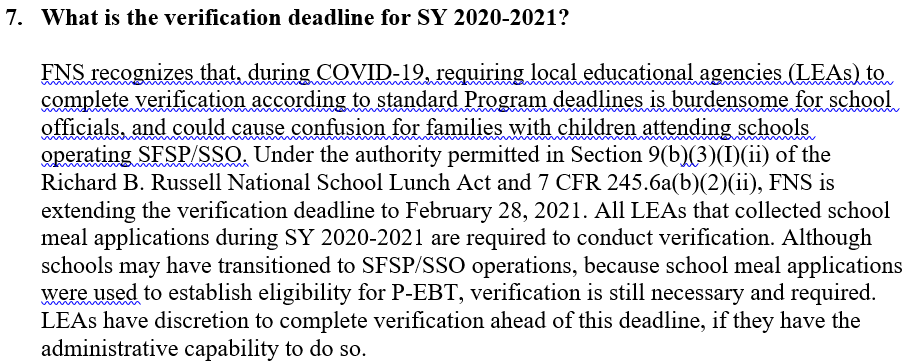 7. What is the verification deadline for SY 2020-2021?
FNS recognizes that, during COVID-19, requiring local educational agencies (LEAs) to
complete verification according to standard Program deadlines is burdensome for school
officials, and could cause confusion for families with children attending schools
operating SFSP/SSO. Under the authority permitted in Section 9(b)(3)(I)(ii) of the
Richard B. Russell National School Lunch Act and 7 CFR 245.6a(b)(2)(ii), FNS is
extending the verification deadline to February 28, 2021. All LEAs that collected school
meal applications during SY 2020-2021 are required to conduct verification. Although
schools may have transitioned to SFSP/SSO operations, because school meal applications
were used to establish eligibility for P-EBT, verification is still necessary and required.
LEAs have discretion to complete verification ahead of this deadline, if they have the
administrative capability to do so.